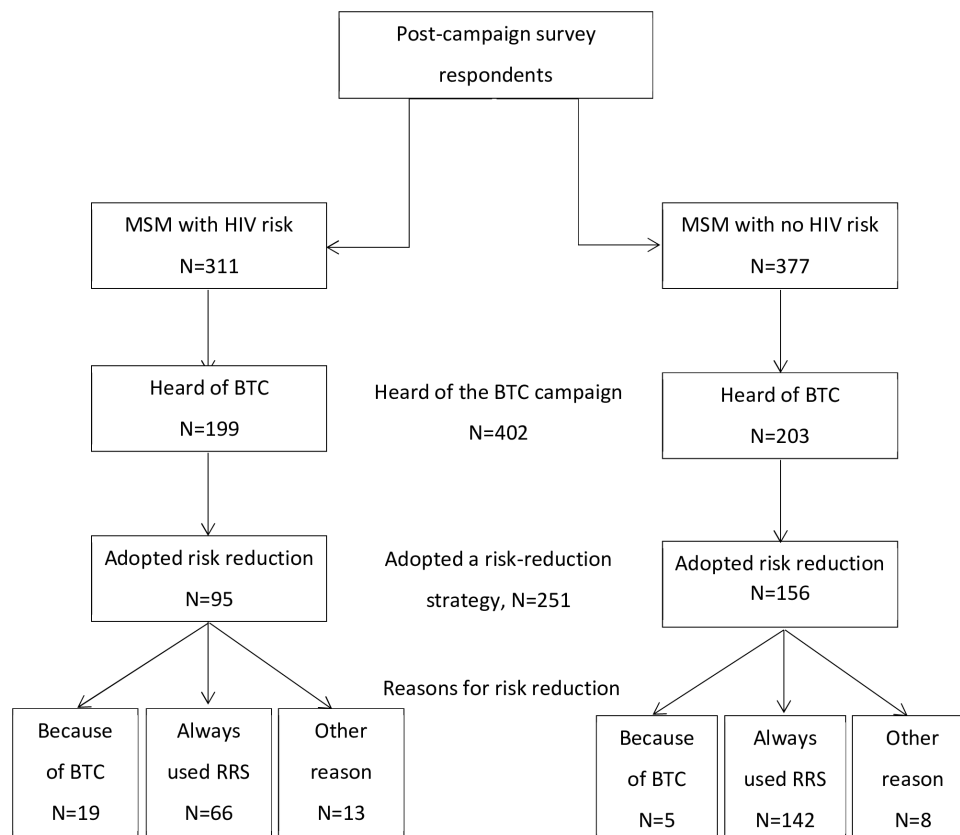 Post-campaign survey
respondents
MSM with HIV risk
N=311
MSM with no HIV risk
N=377
Heard of BTC
N=199
Heard of the BTC campaign
N=402
Heard of BTC
N=203
Adopted risk reduction
N=95
Adopted a risk-reduction
strategy, N=251
Adopted risk reduction
N=156
Reasons for risk reduction
Because
of BTC
N=19
Always
used RRS
N=66
Other
reason
N=13
Because
of BTC
N=5
Always
used RRS
N=142
Other
reason
N=8